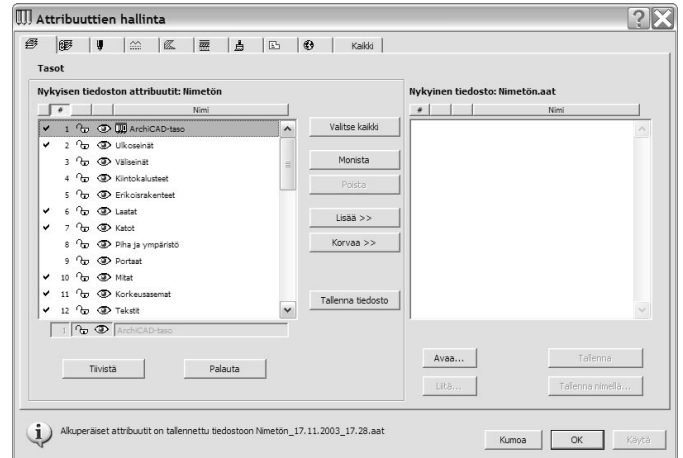 Attribuuttien hallinta
Kaikki
Tasot
Nykyisen tiedoston attribuutit: Nimetön
# Nimi
1 ArchiCAD-taso
2 Ulkoseinät
3 Väliseinät
4 Kiintokalusteet
5 Erikoisrakenteet
6 Laatat
7 Katot
8 Piha ja ympäristö
9 Portaat
10 Mitat
11 Korkeusasemat
12 Tekstit
1 ArchiCAD-taso
Tiivistä Palauta
Valitse kaikki
Monista
Poista
Lisää >>
Korvaa >>
Tallenna tiedosto
Nykyinen tiedosto: Nimetön.aat
# Nimi
Avaa... Tallenna
Liitä... Tallenna nimellä...
Alkuperäiset attribuutit on tallennettu tiedostoon Nimetön_17.11.2003_17.28.aat
Kumoa OK Käytä